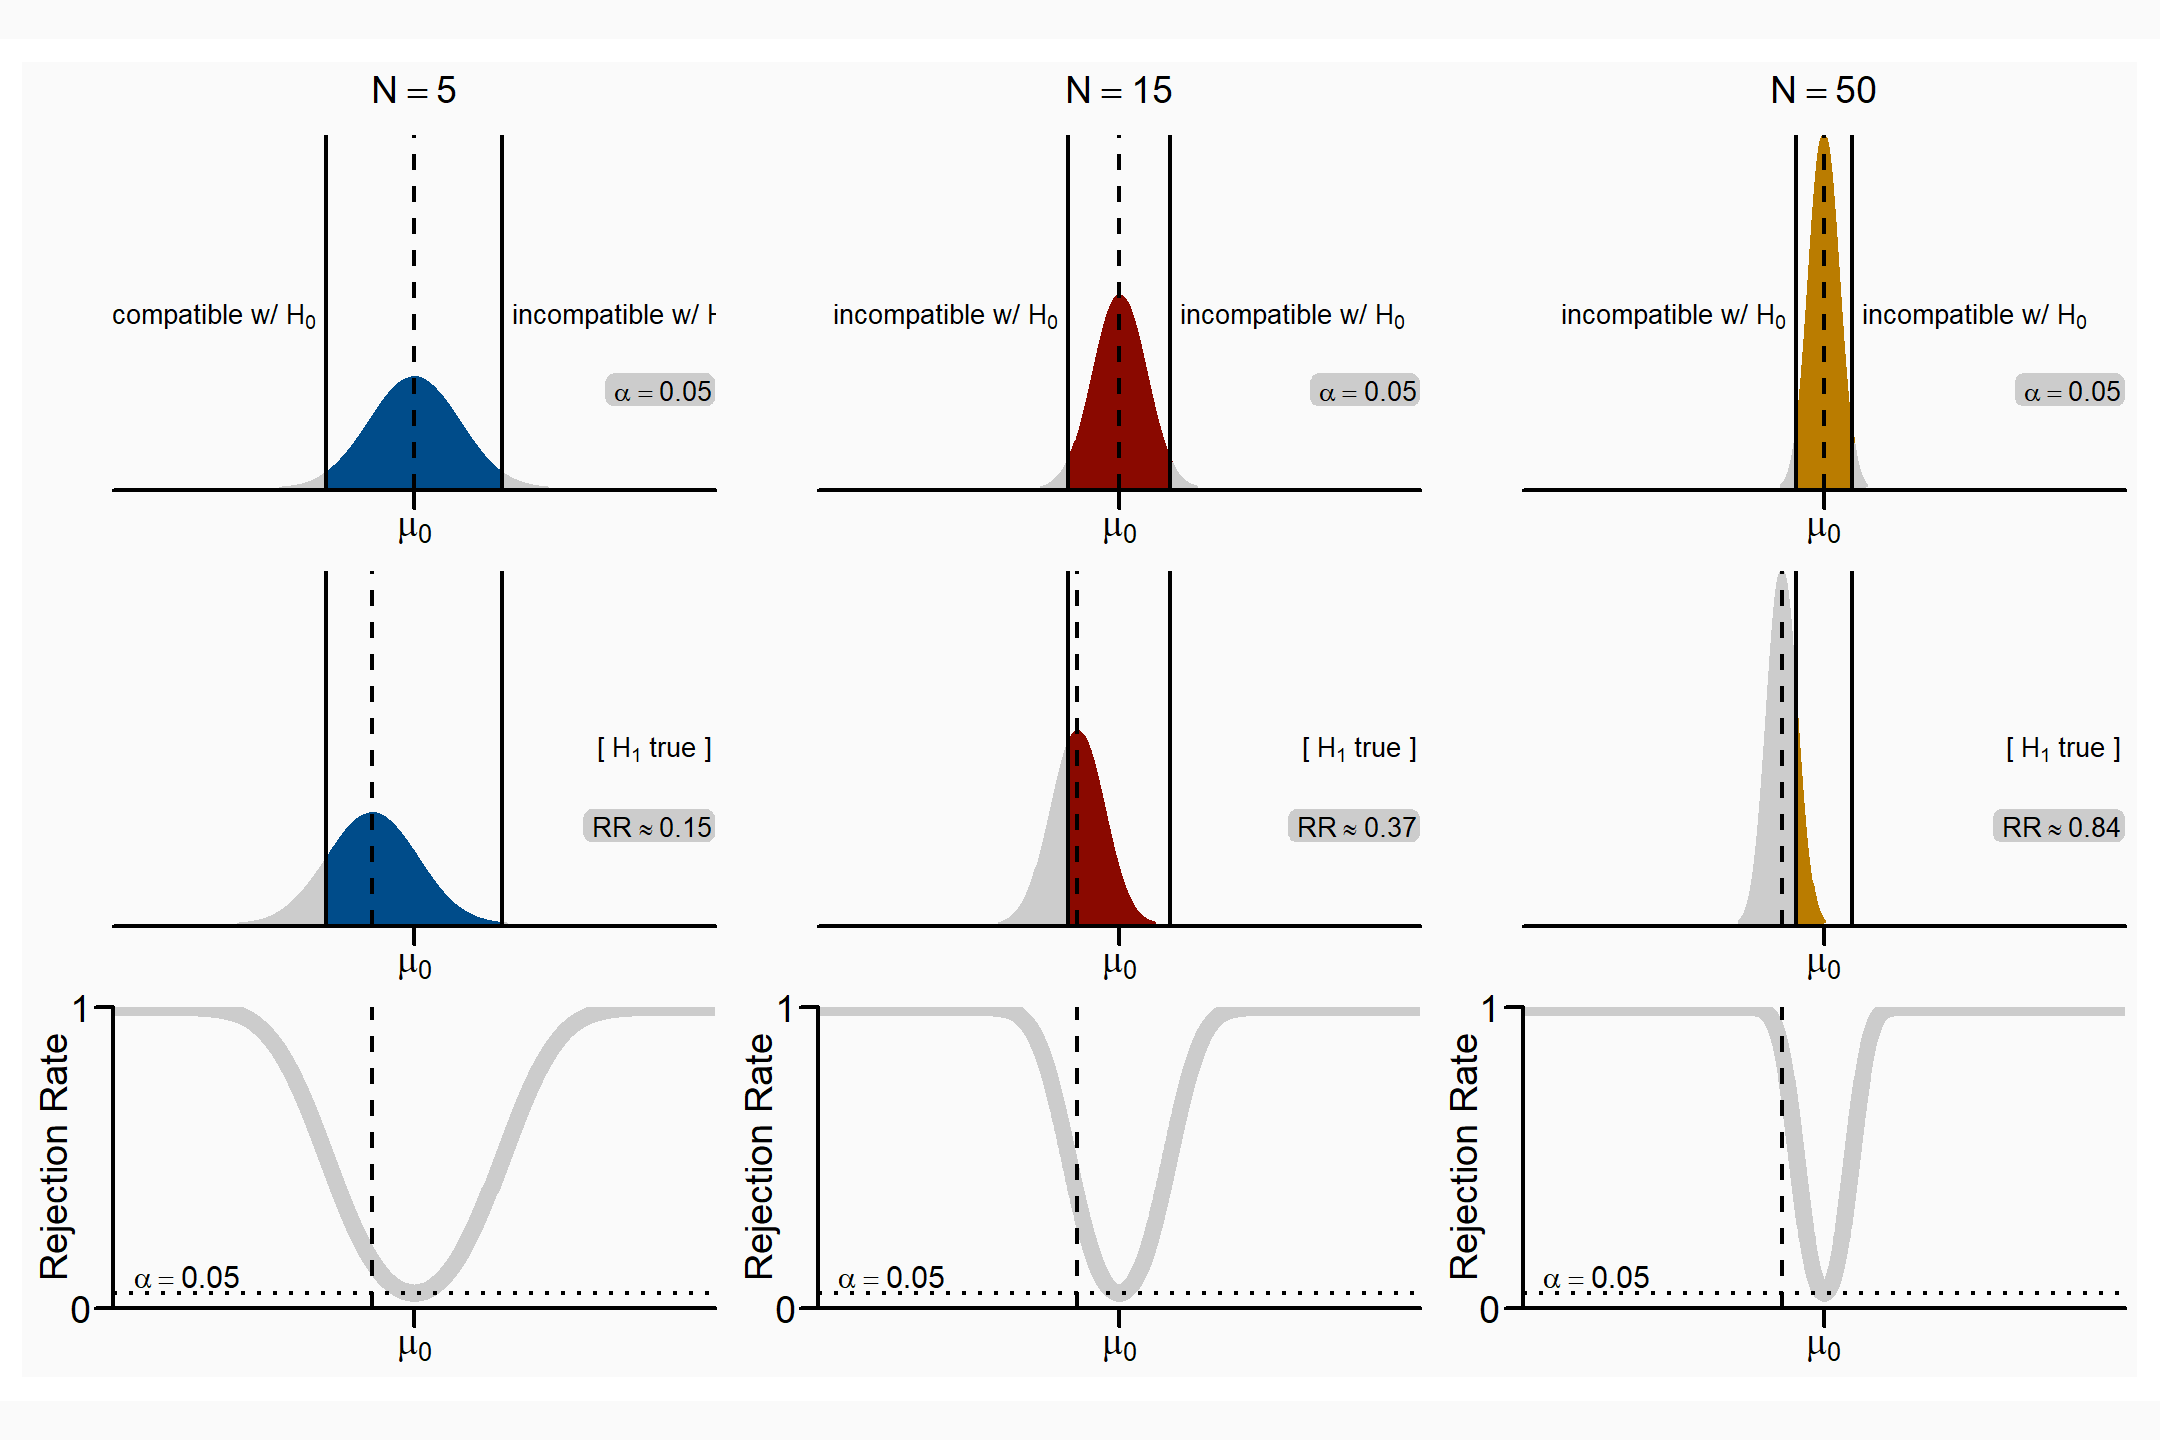 N = 5
N = 15
N = 50
compatible w/ H₀
incompatible w/ H
incompatible w/ H₀
incompatible w/ H₀
incompatible w/ H₀
incompatible w/ H₀
α = 0.05
α = 0.05
α = 0.05
μ₀
μ₀
μ₀
[ H₁ true ]
[ H₁ true ]
[ H₁ true ]
RR ≈ 0.15
RR ≈ 0.37
RR ≈ 0.84
μ₀
μ₀
μ₀
1
Rejection Rate
α = 0.05
0
μ₀
1
Rejection Rate
α = 0.05
0
μ₀
1
Rejection Rate
α = 0.05
0
μ₀